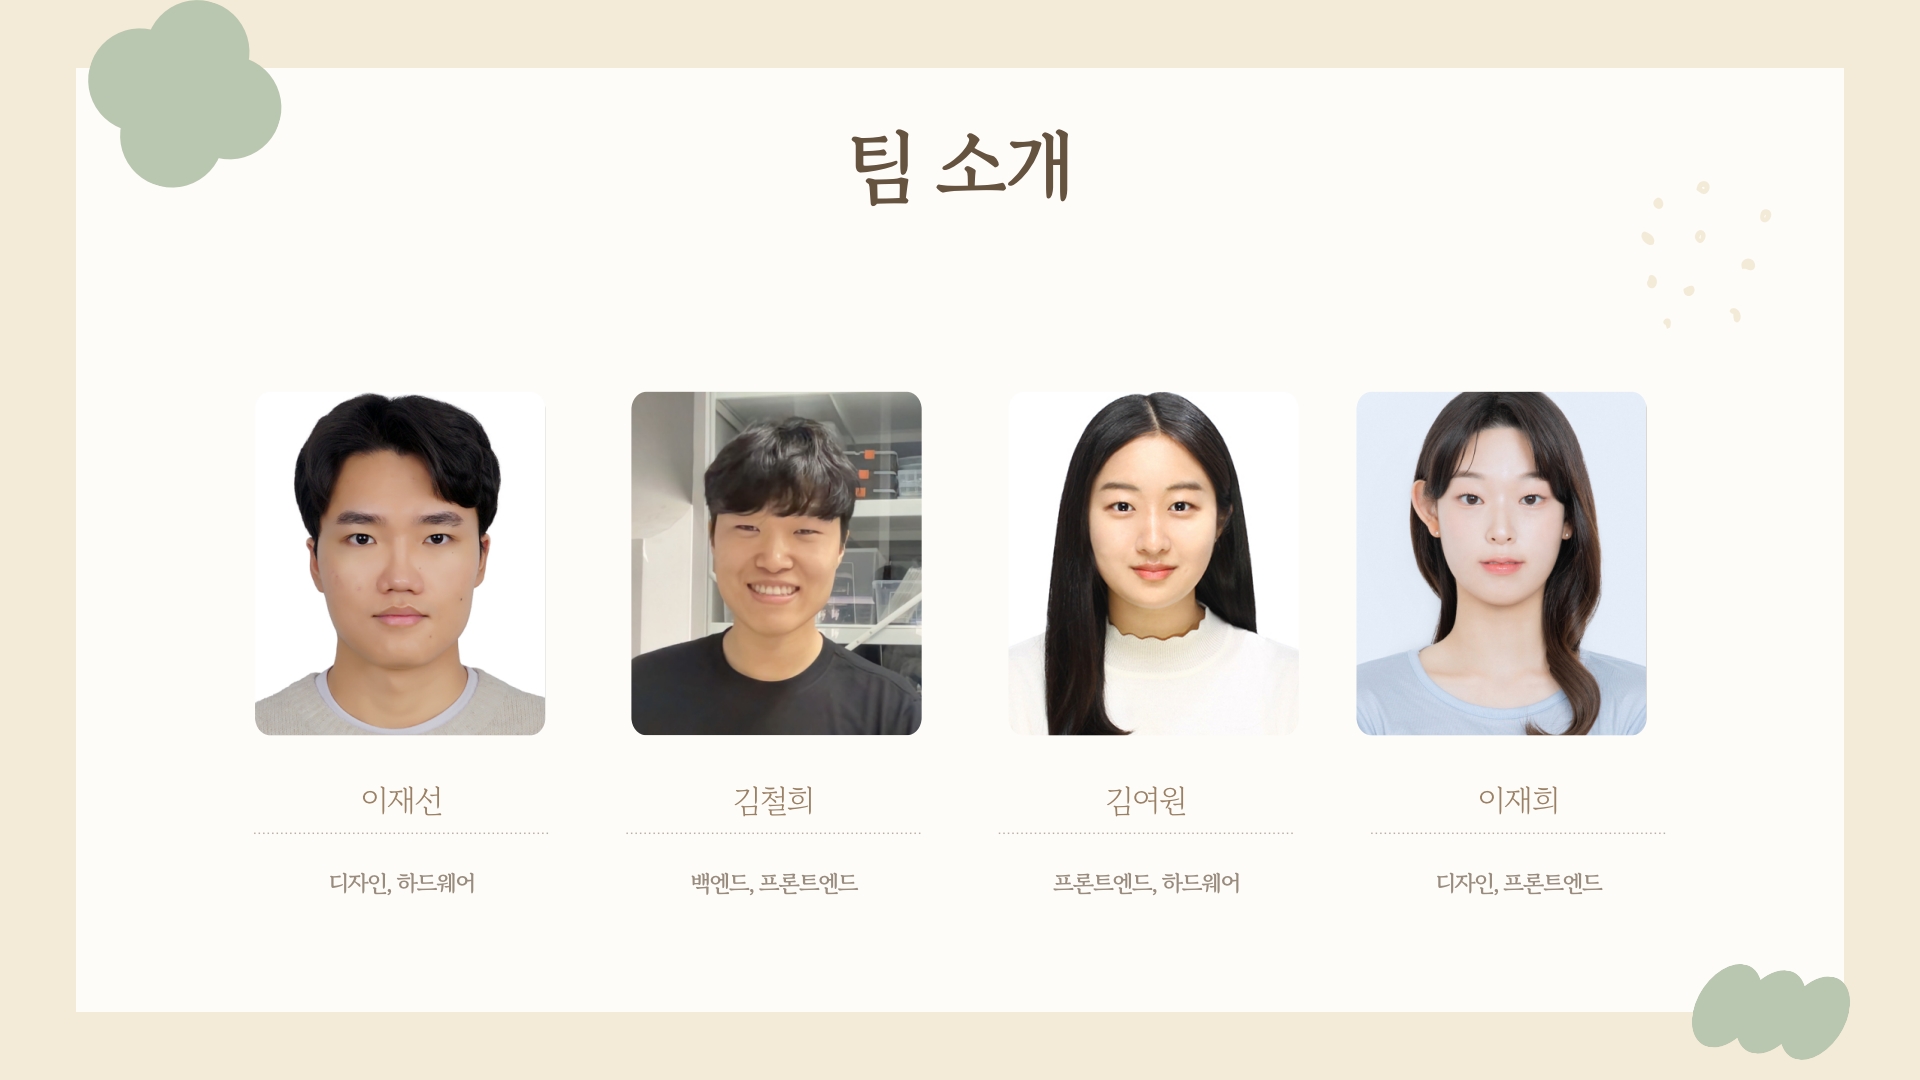 팀 소개
이재선
김철희
김여원
이재희
디자인, 하드웨어
백엔드, 프론트엔드
프론트엔드, 하드웨어
디자인, 프론트엔드